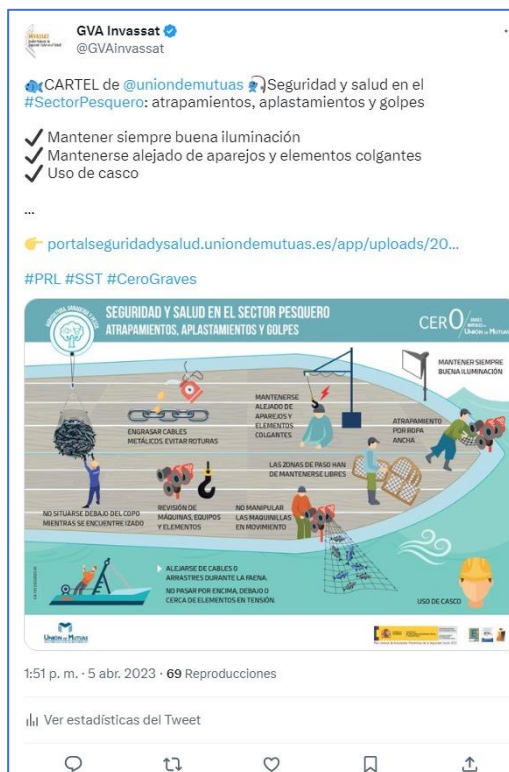 GVA Invassat
@GVAinvassat
CARTEL de @uniondemutuas Seguridad y salud en el
#SectorPesquero: atrapamientos, aplastamientos y golpes
✔ Mantener siempre buena iluminación
✔ Mantenerse alejado de aparejos y elementos colgantes
✔ Uso de casco
...
👉 portalseguridadysalud.uniondemutuas.es/app/uploads/20...
#PRL #SST #CeroGraves
SEGURIDAD Y SALUD EN EL SECTOR PESQUERO
ATRAPAMIENTOS, APLASTAMIENTOS Y GOLPES
CERO
UNIÓN DE MUTUAS
MANTENER SIEMPRE
BUENA ILUMINACIÓN
ENGRASAR CABLES
METÁLICOS. EVITAR ROTURAS
MANTENERSE
ALEJADO DE
APAREJOS Y
ELEMENTOS
COLGANTES
ATRAPAMIENTO
POR ROPA
ANCHA
LAS ZONAS DE PASO HAN
DE MANTENERSE LIBRES
NO SITUARSE DEBAJO DEL COPO
MIENTRAS SE ENCUENTRE IZADO
REVISIÓN DE
MÁQUINAS, EQUIPOS
Y ELEMENTOS
NO MANIPULAR
LAS MAQUINILLAS
EN MOVIMIENTO
ALEJARSE DE CABLES O
ARRASTRES DURANTE LA FAENA.
NO PASAR POR ENCIMA, DEBAJO O
CERCA DE ELEMENTOS EN TENSIÓN.
USO DE CASCO
UNIÓN DE MUTUAS
1:51 p. m. · 5 abr. 2023 · 69 Reproducciones
Ver estadísticas del Tweet